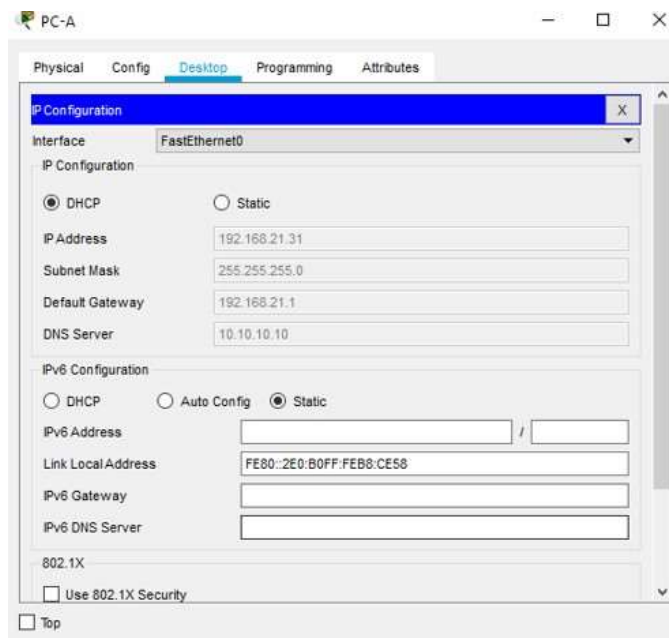 PC-A
Physical Config Desktop Programming Attributes
IP Configuration X
Interface FastEthernet0
IP Configuration
DHCP Static
IP Address 192.168.21.31
Subnet Mask 255.255.255.0
Default Gateway 192.168.21.1
DNS Server 10.10.10.10
IPv6 Configuration
DHCP Auto Config Static
IPv6 Address /
Link Local Address FE80::2E0:B0FF:FEB8:CE58
IPv6 Gateway
IPv6 DNS Server
802.1X
Use 802.1X Security
Top